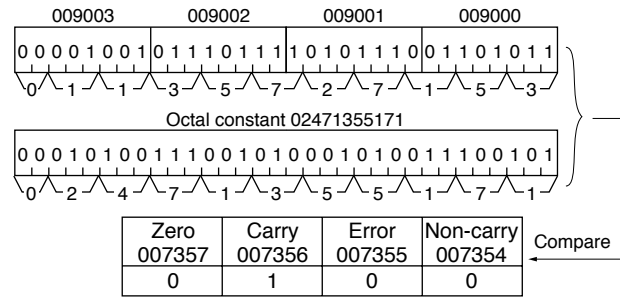 009003 009002 009001 009000
0 0 0 0 1 0 0 1 0 1 1 1 0 1 1 1 1 0 1 0 1 1 1 0 0 1 1 0 1 0 1 1
0 1 1 3 5 7 2 7 1 5 3
Octal constant 02471355171
0 0 0 1 0 1 0 0 1 1 1 0 0 1 0 1 0 0 0 1 0 1 0 0 1 1 1 0 0 1 0 1
0 2 4 7 1 3 5 5 1 7 1
Zero Carry Error Non-carry
007357 007356 007355 007354 Compare
0 1 0 0